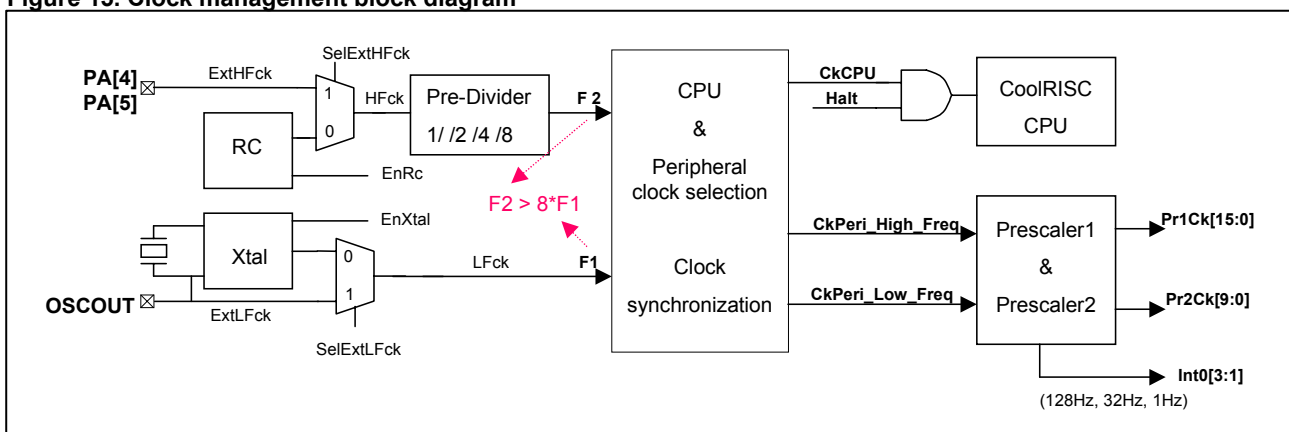 Figure 13. Clock management block diagram
SelExtHFck
PA[4]
PA[5]
ExtHFck
1
0
HFck
Pre-Divider
1/ /2 /4 /8
F 2
RC
EnRc
F2 > 8*F1
EnXtal
Xtal
0
1
LFck
F1
OSCOUT
ExtLFck
SelExtLFck
CPU
&
Peripheral
clock selection
Clock
synchronization
CkCPU
Halt
CoolRISC
CPU
CkPeri_High_Freq
CkPeri_Low_Freq
Prescaler1
&
Prescaler2
Pr1Ck[15:0]
Pr2Ck[9:0]
Int0[3:1]
(128Hz, 32Hz, 1Hz)